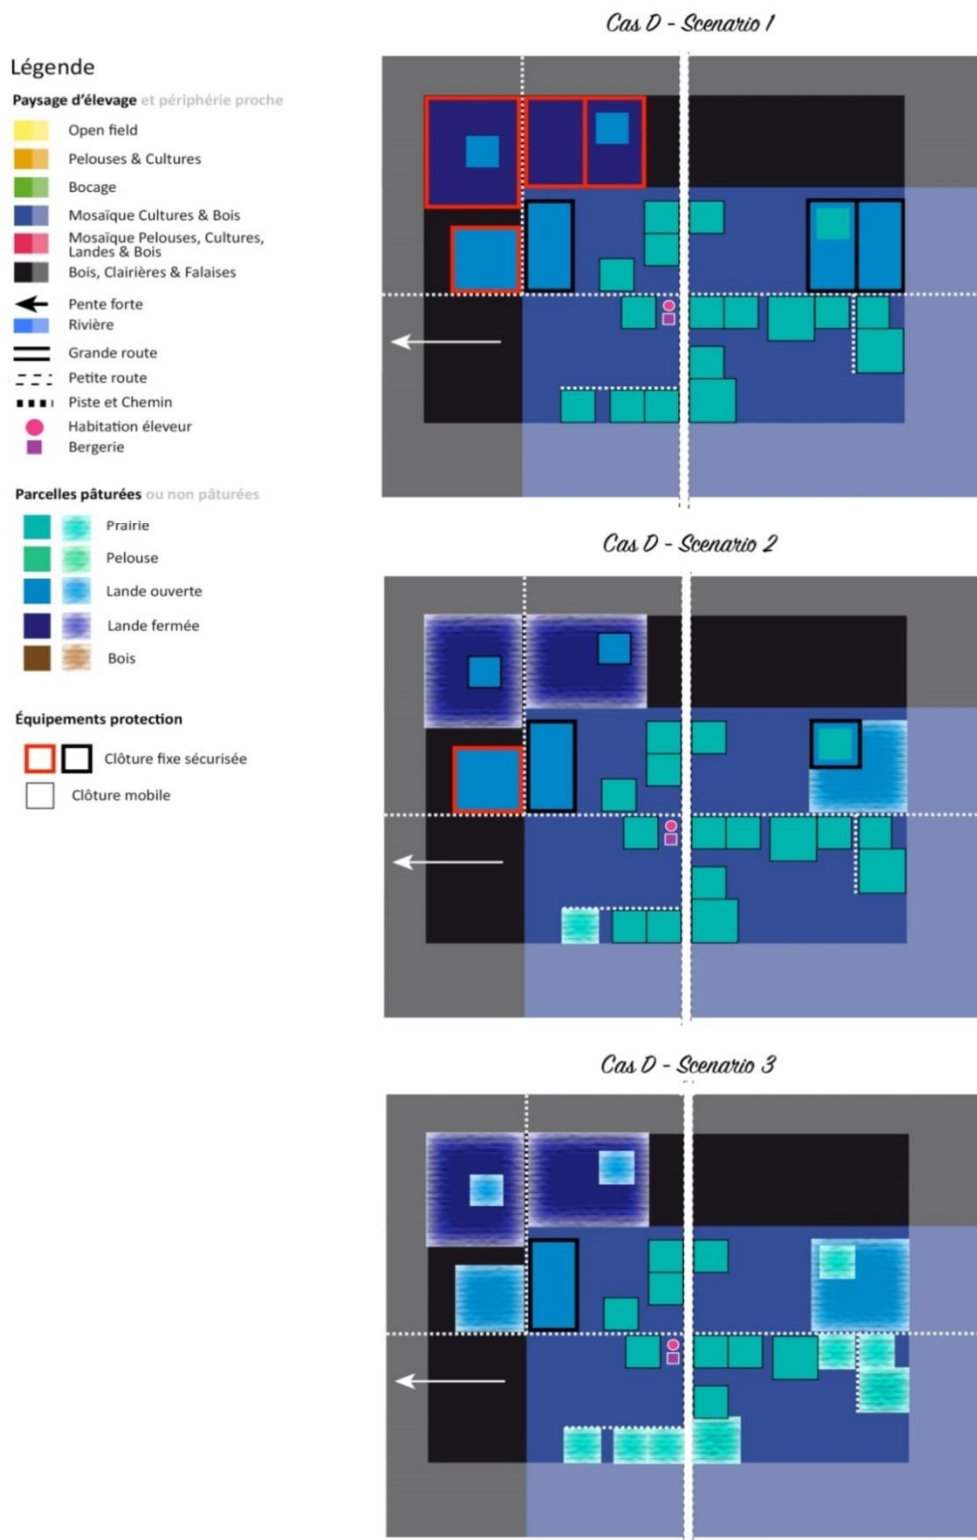 Cas D - Scenario 1
Légende
Paysage d'élevage et périphérie proche
Open field
Pelouses & Cultures
Bocage
Mosaïque Cultures & Bois
Mosaïque Pelouses, Cultures,
Landes & Bois
Bois, Clairières & Falaises
Pente forte
Rivière
Grande route
Petite route
Piste et Chemin
Habitation éleveur
Bergerie
Parcelles pâturées ou non pâturées
Prairie
Pelouse
Lande ouverte
Lande fermée
Bois
Équipements protection
Clôture fixe sécurisée
Clôture mobile
Cas D - Scenario 2
Cas D - Scenario 3